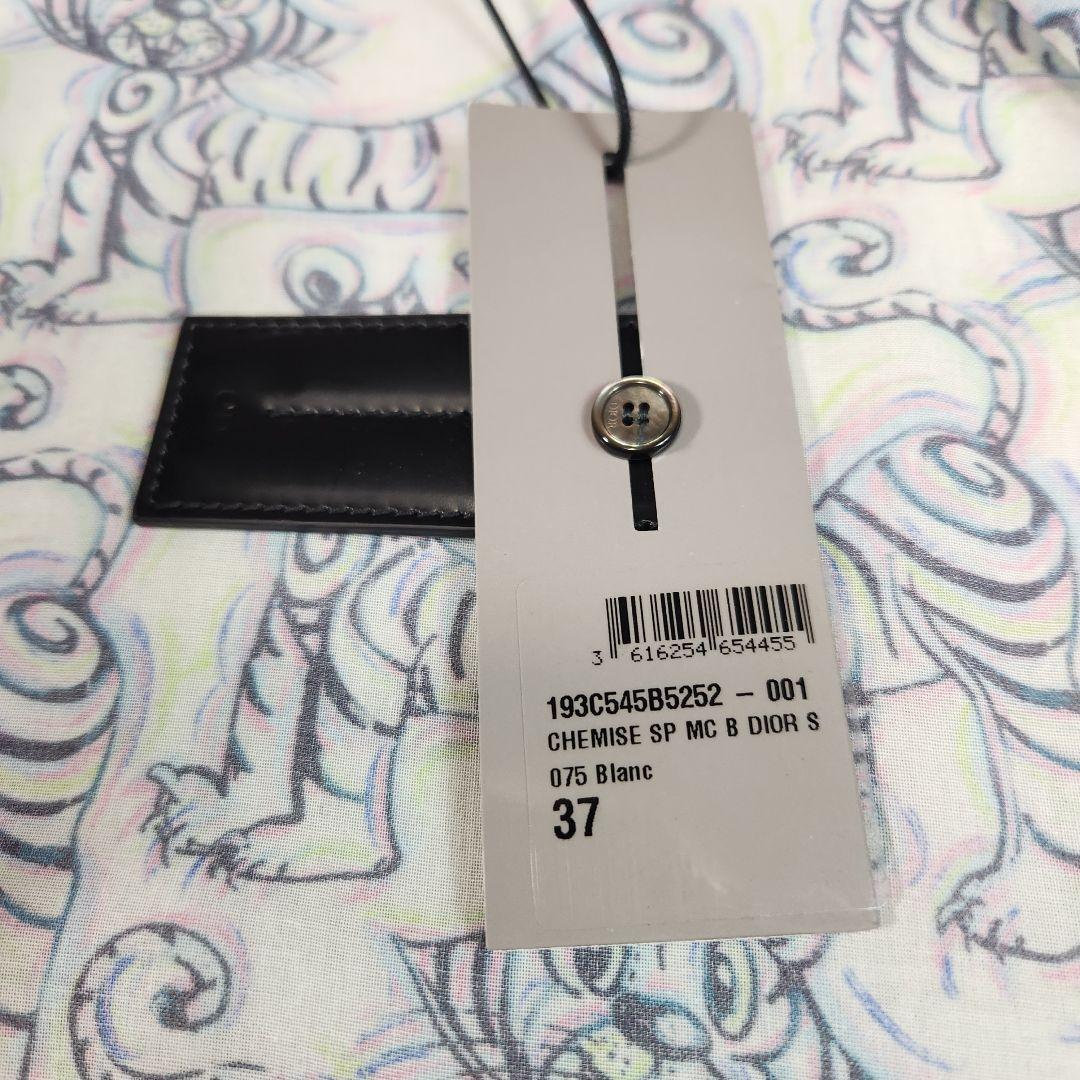 3 616254 654455
193C545B5252 – 001
CHEMISE SP MC B DIOR S
075 Blanc
37